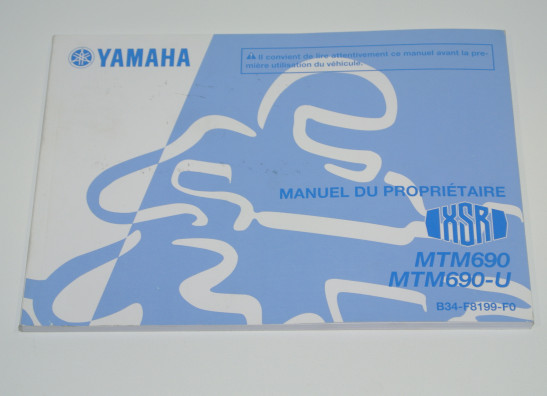 YAMAHA
Il convient de lire attentivement ce manuel avant la pre-
mière utilisation du véhicule.
MANUEL DU PROPRIÉTAIRE
XSR
MTM690
MTM690-U
B34-F8199-F0